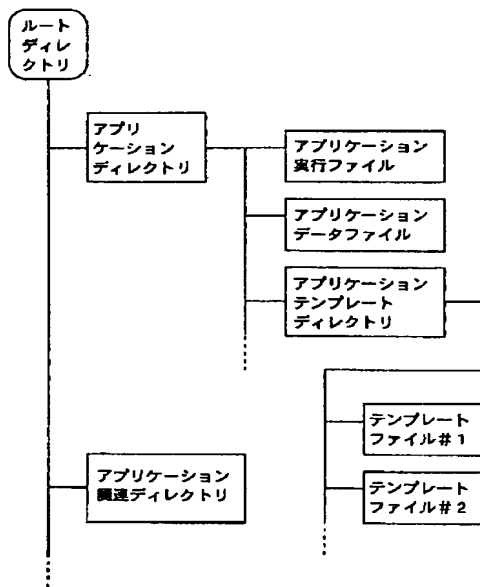 ルート
ディレ
クトリ
アプリ
ケーション
ディレクトリ
アプリケーション
実行ファイル
アプリケーション
データファイル
アプリケーション
テンプレート
ディレクトリ
テンプレート
ファイル＃１
テンプレート
ファイル＃２
アプリケーション
関連ディレクトリ